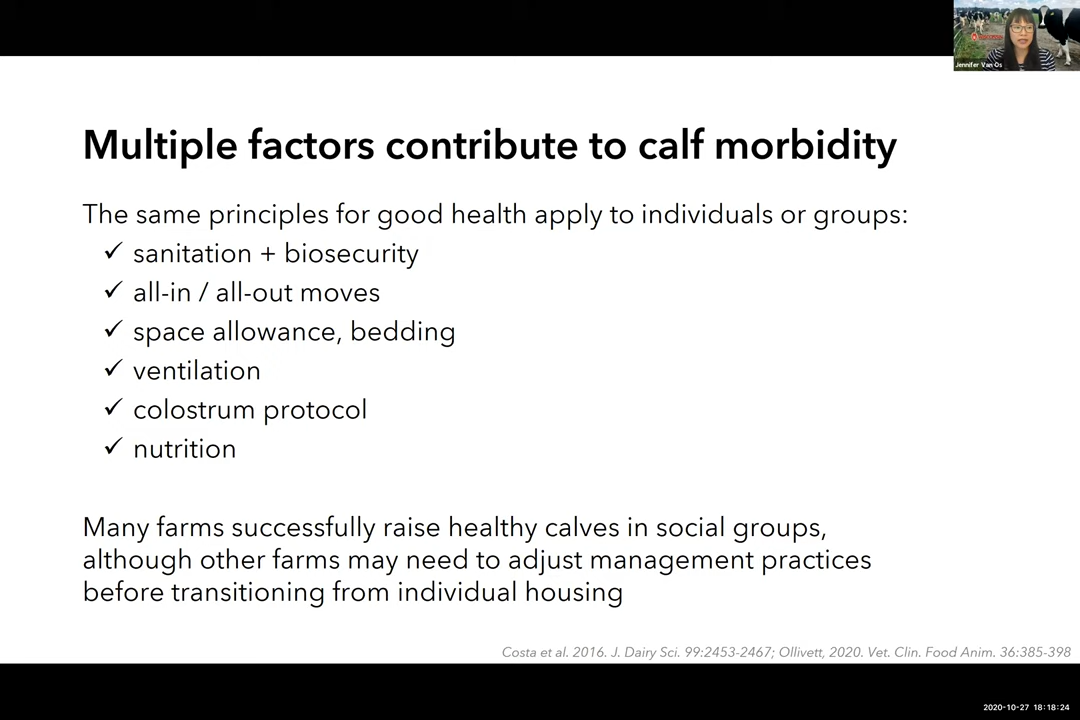 Jennifer Van Os
Multiple factors contribute to calf morbidity
The same principles for good health apply to individuals or groups:
✓ sanitation + biosecurity
✓ all-in / all-out moves
✓ space allowance, bedding
✓ ventilation
✓ colostrum protocol
✓ nutrition
Many farms successfully raise healthy calves in social groups,
although other farms may need to adjust management practices
before transitioning from individual housing
Costa et al. 2016. J. Dairy Sci. 99:2453-2467; Ollivett, 2020. Vet. Clin. Food Anim. 36:385-398
2020-10-27 18:18:24